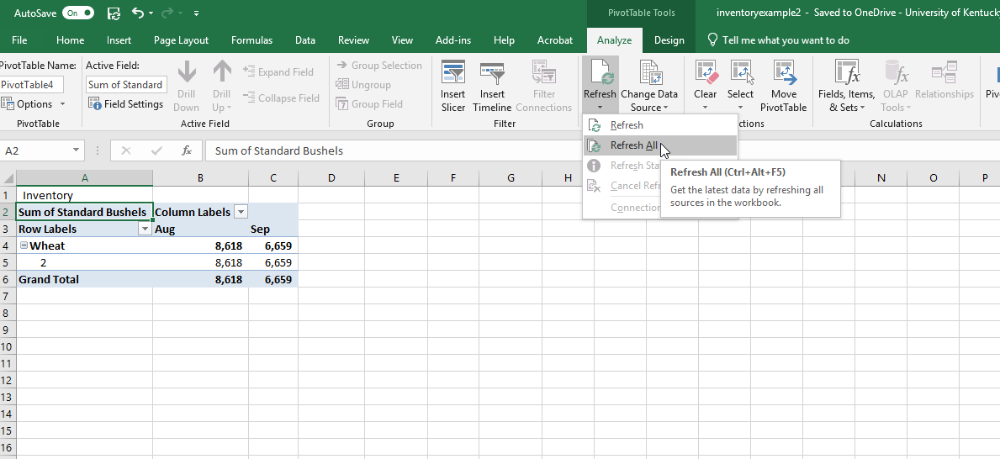 AutoSave On PivotTable Tools inventoryexample2 - Saved to OneDrive - University of Kentucky
File Home Insert Page Layout Formulas Data Review View Add-ins Help Acrobat Analyze Design Tell me what you want to do
PivotTable Name:
PivotTable4
Options
PivotTable
Active Field:
Sum of Standard
Field Settings
Drill
Down
Drill
Up
Expand Field
Collapse Field
Active Field
Group Selection
Ungroup
Group Field
Group
Insert
Slicer
Insert
Timeline
Filter
Connections
Filter
Refresh
Change Data
Source
Clear
Select
Move
PivotTable
ctions
Fields, Items,
& Sets
OLAP
Tools
Relationships
Calculations
Pivo
Refresh
Refresh All
Refresh Sta
Cancel Refr
Connection
Refresh All (Ctrl+Alt+F5)
Get the latest data by refreshing all
sources in the workbook.
A2 fx Sum of Standard Bushels
A B C D E F G H N O P
1 Inventory
2 Sum of Standard Bushels Column Labels
3 Row Labels Aug Sep
4 Wheat 8,618 6,659
5 2 8,618 6,659
6 Grand Total 8,618 6,659
7
8
9
10
11
12
13
14
15
16